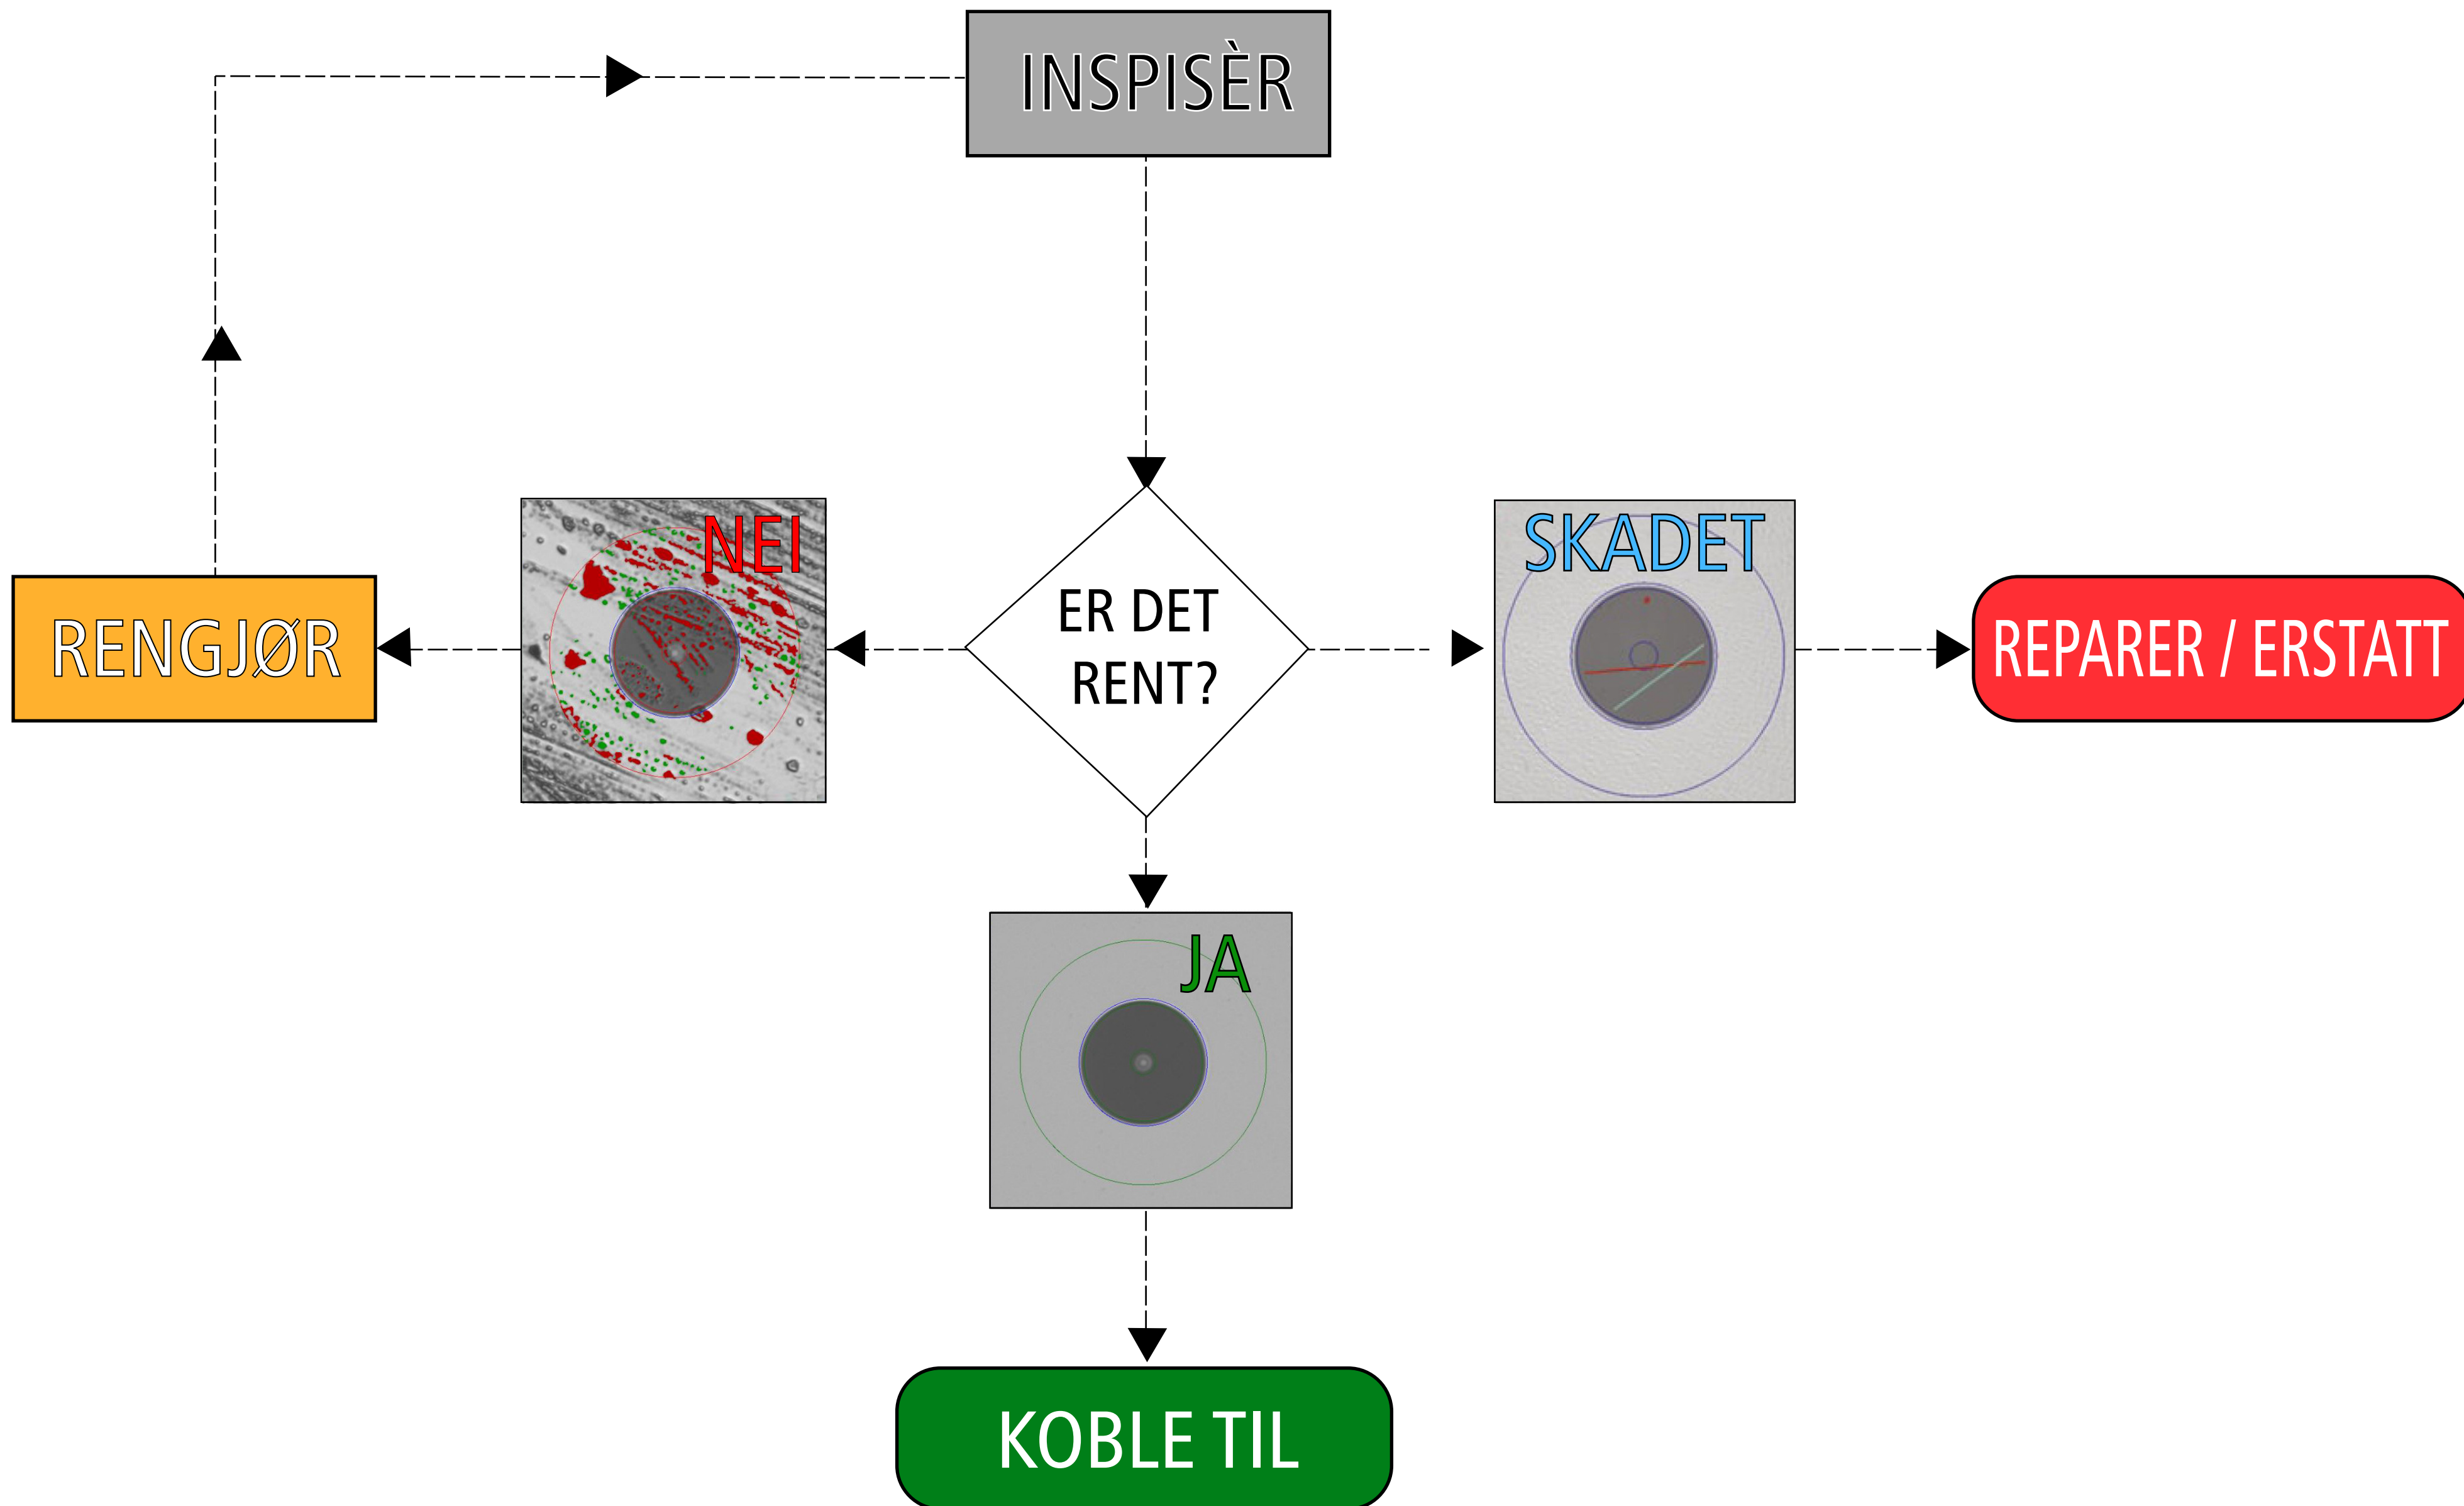 INSPISÈR
NEI
SKADET
ER DET
RENT?
RENGJØR
REPARER / ERSTATT
JA
KOBLE TIL